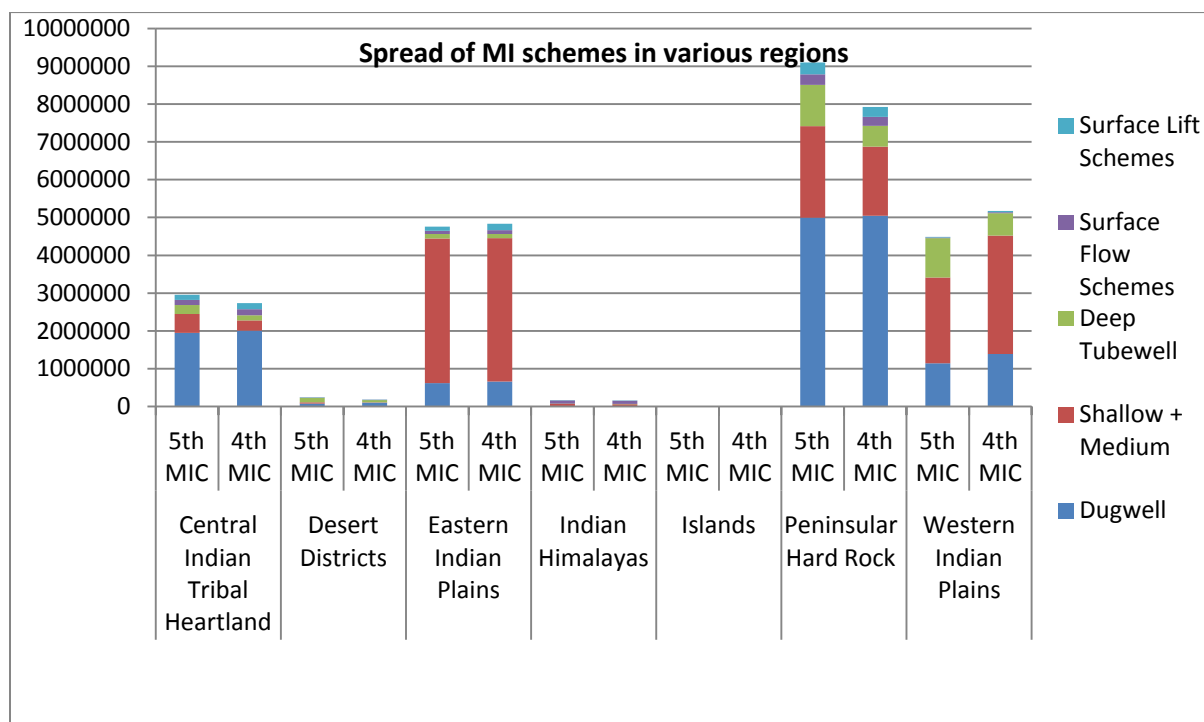 Spread of MI schemes in various regions
10000000
9000000
8000000
7000000
6000000
5000000
4000000
3000000
2000000
1000000
0
5th MIC
4th MIC
5th MIC
4th MIC
5th MIC
4th MIC
5th MIC
4th MIC
5th MIC
4th MIC
5th MIC
4th MIC
5th MIC
4th MIC
Central
Indian
Tribal
Heartland
Desert
Districts
Eastern
Indian
Plains
Indian
Himalayas
Islands
Peninsular
Hard Rock
Western
Indian
Plains
Surface Lift
Schemes
Surface
Flow
Schemes
Deep
Tubewell
Shallow +
Medium
Dugwell